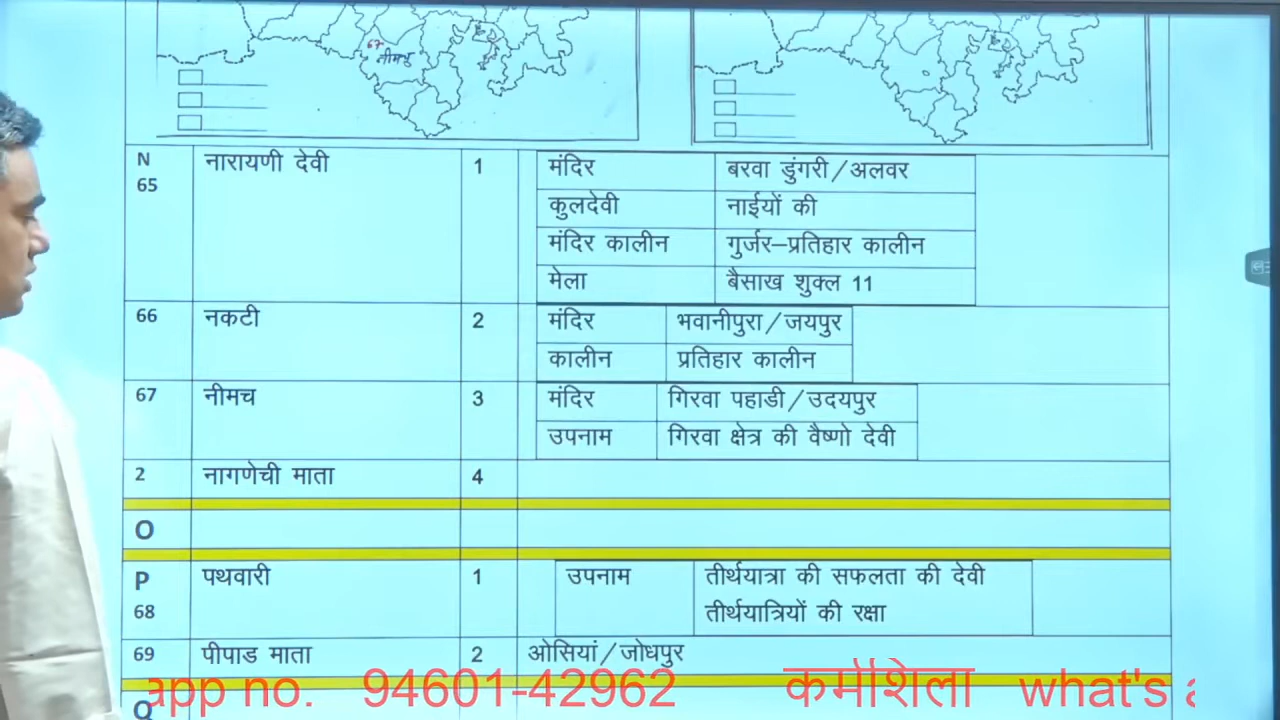 67
नीमच
N
65
नारायणी देवी
1
मंदिर बरवा डुंगरी/अलवर
कुलदेवी नाईयों की
मंदिर कालीन गुर्जर–प्रतिहार कालीन
मेला बैसाख शुक्ल 11
66 नकटी 2 मंदिर भवानीपुरा/जयपुर
कालीन प्रतिहार कालीन
67 नीमच 3 मंदिर गिरवा पहाडी/उदयपुर
उपनाम गिरवा क्षेत्र की वैष्णो देवी
2 नागणेची माता 4
O
P
68
पथवारी
1
उपनाम तीर्थयात्रा की सफलता की देवी
तीर्थयात्रियों की रक्षा
69 पीपाड माता 2 ओसियां/जोधपुर
Q
app no. 94601-42962 कर्मशिला what's a